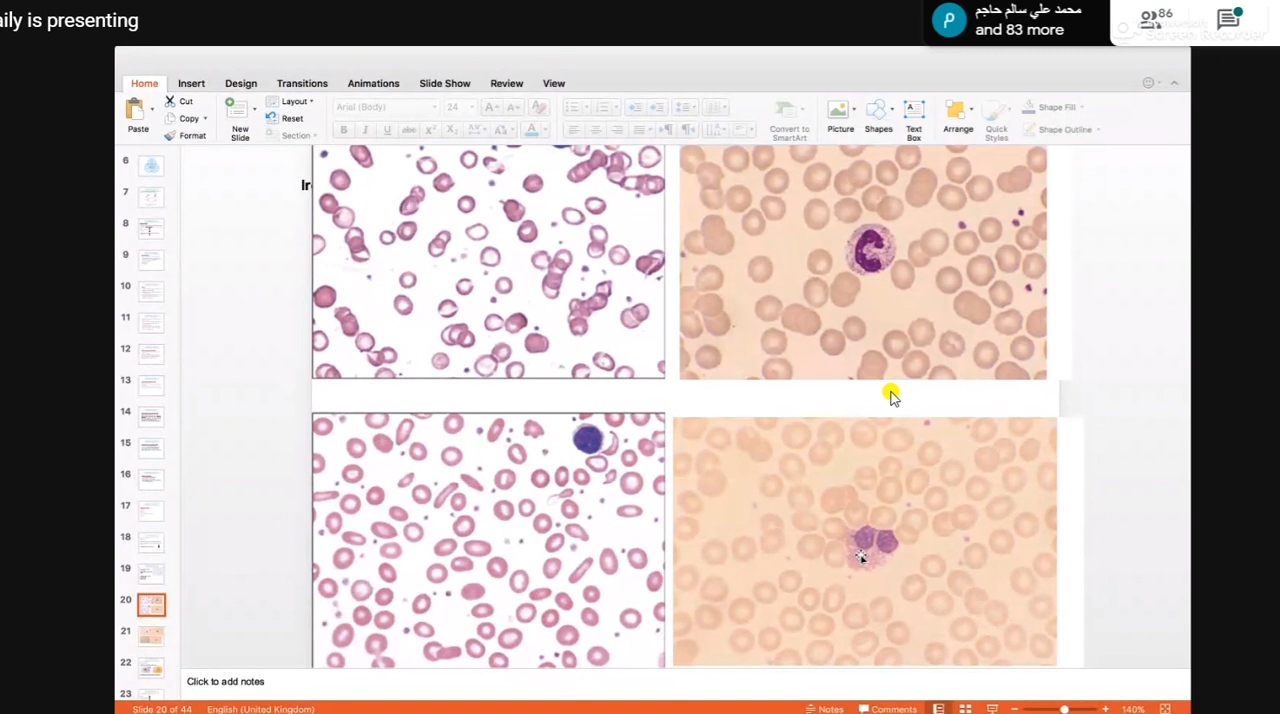 aily is presenting
محمد علي سالم حاجم
and 83 more
86
Screen Recorder
Home Insert Design Transitions Animations Slide Show Review View
Paste
Cut
Copy
Format
New Slide
Layout
Reset
Section
Arial (Body) 24
Convert to SmartArt
Picture
Shapes
Text Box
Arrange
Quick Styles
Shape Fill
Shape Outline
6
7
8
9
10
11
12
13
14
15
16
17
18
19
20
21
22
23
Click to add notes
Slide 20 of 44 English (United Kingdom) Notes Comments 140%